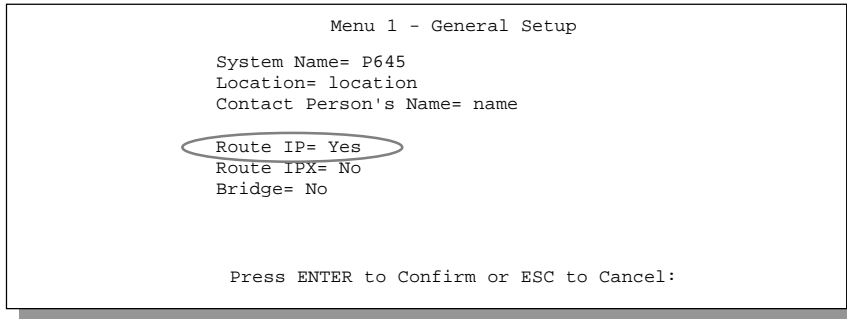 Menu 1 - General Setup
System Name= P645
Location= location
Contact Person's Name= name
Route IP= Yes
Route IPX= No
Bridge= No
Press ENTER to Confirm or ESC to Cancel: